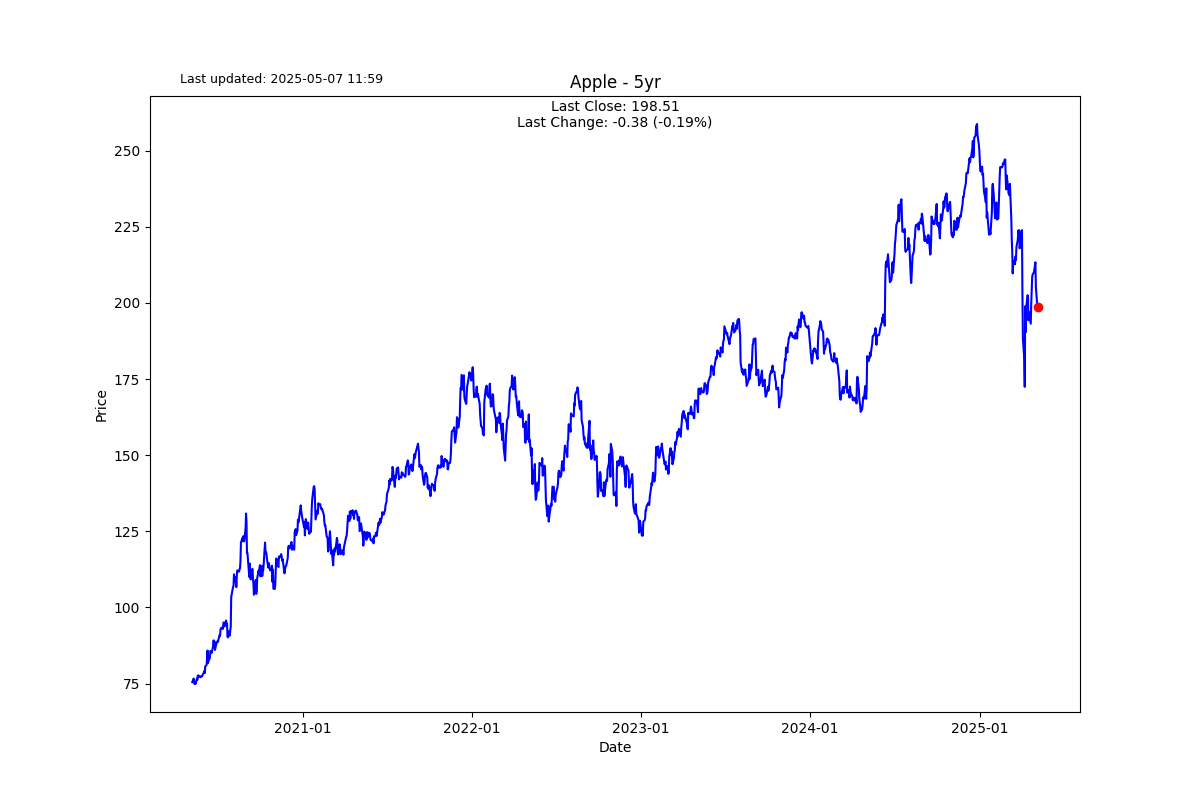 Last updated: 2025-05-07 11:59
Apple - 5yr
Last Close: 198.51
Last Change: -0.38 (-0.19%)
Price
250
225
200
175
150
125
100
75
2021-01
2022-01
2023-01
2024-01
2025-01
Date